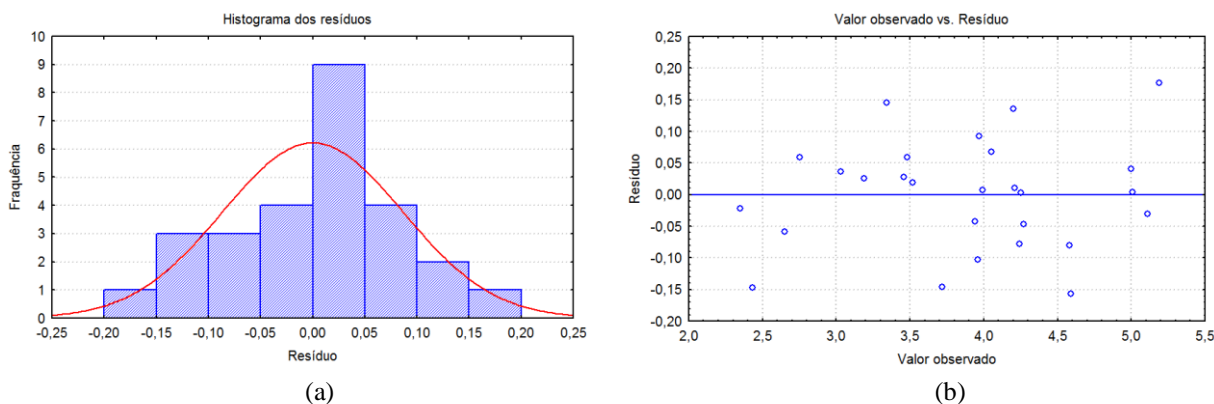 Histograma dos resíduos
Fraquência
10
9
8
7
6
5
4
3
2
1
0
-0,25 -0,20 -0,15 -0,10 -0,05 0,00 0,05 0,10 0,15 0,20 0,25
Resíduo
(a)
Valor observado vs. Resíduo
Resíduo
0,25
0,20
0,15
0,10
0,05
0,00
-0,05
-0,10
-0,15
-0,20
2,0 2,5 3,0 3,5 4,0 4,5 5,0 5,5
Valor observado
(b)